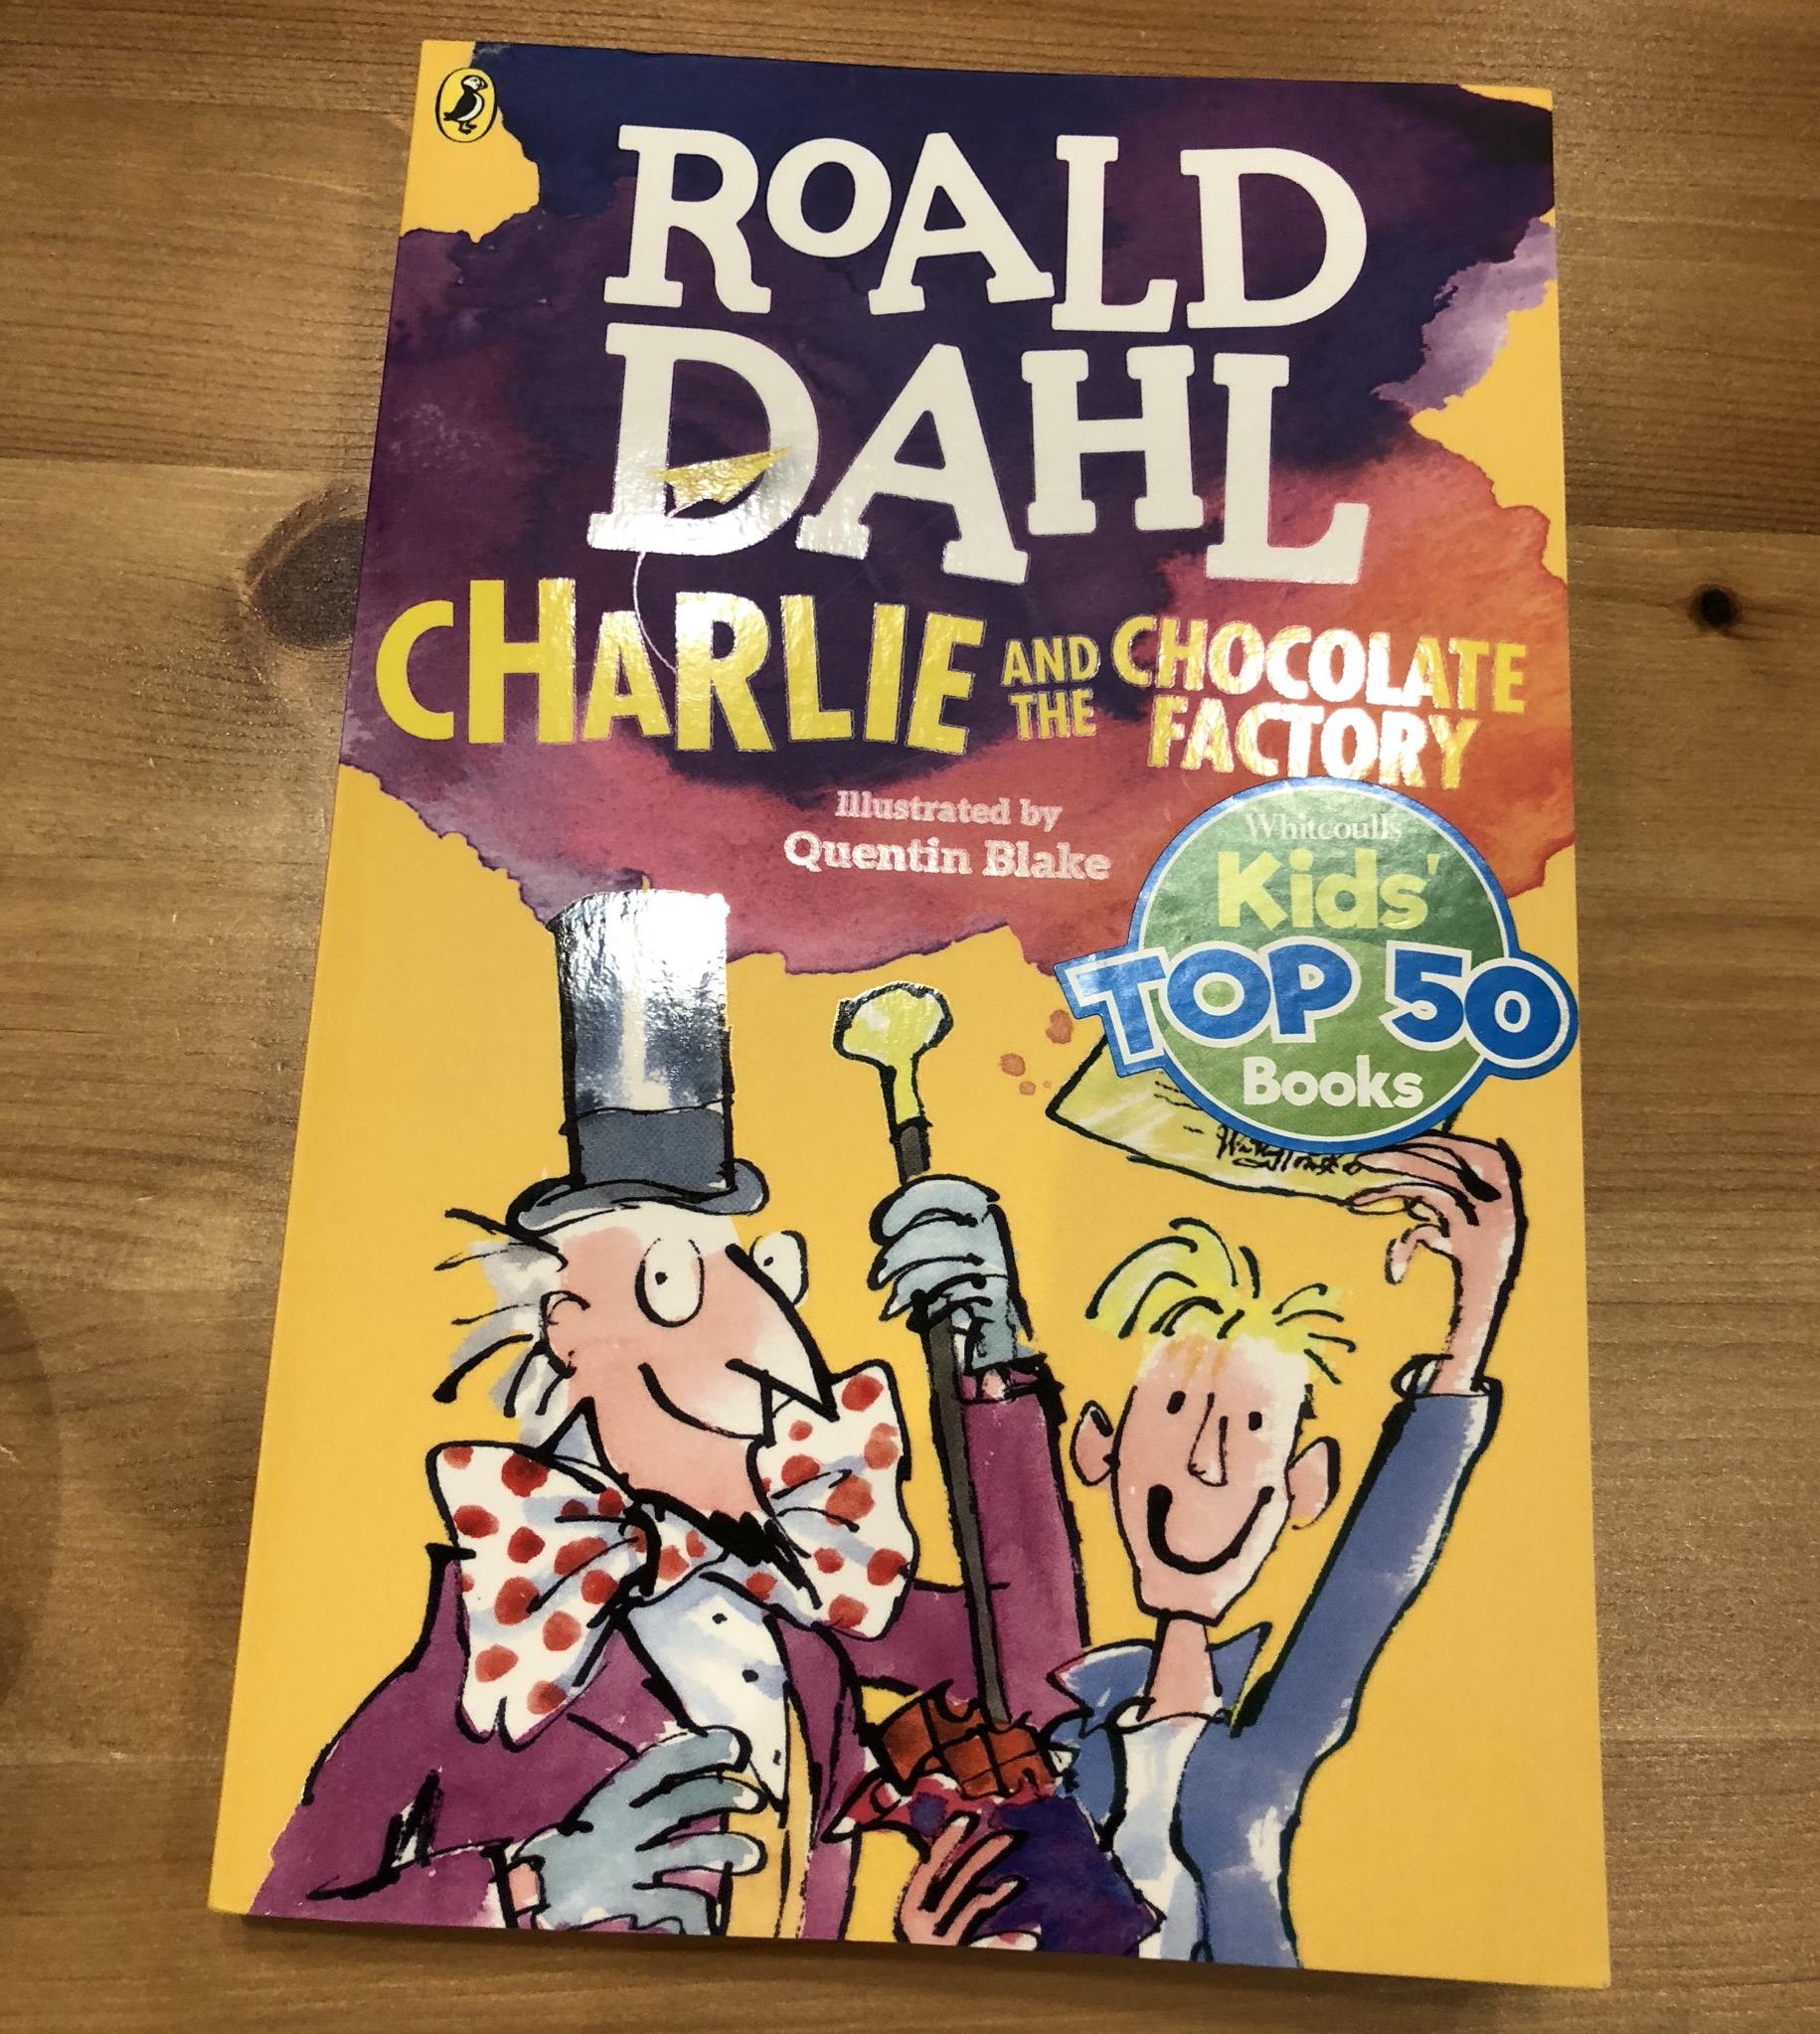 ROALD
DAHL
CHARLIE AND THE CHOCOLATE FACTORY
Illustrated by
Quentin Blake
Whitcoulls
Kids'
TOP 50
Books